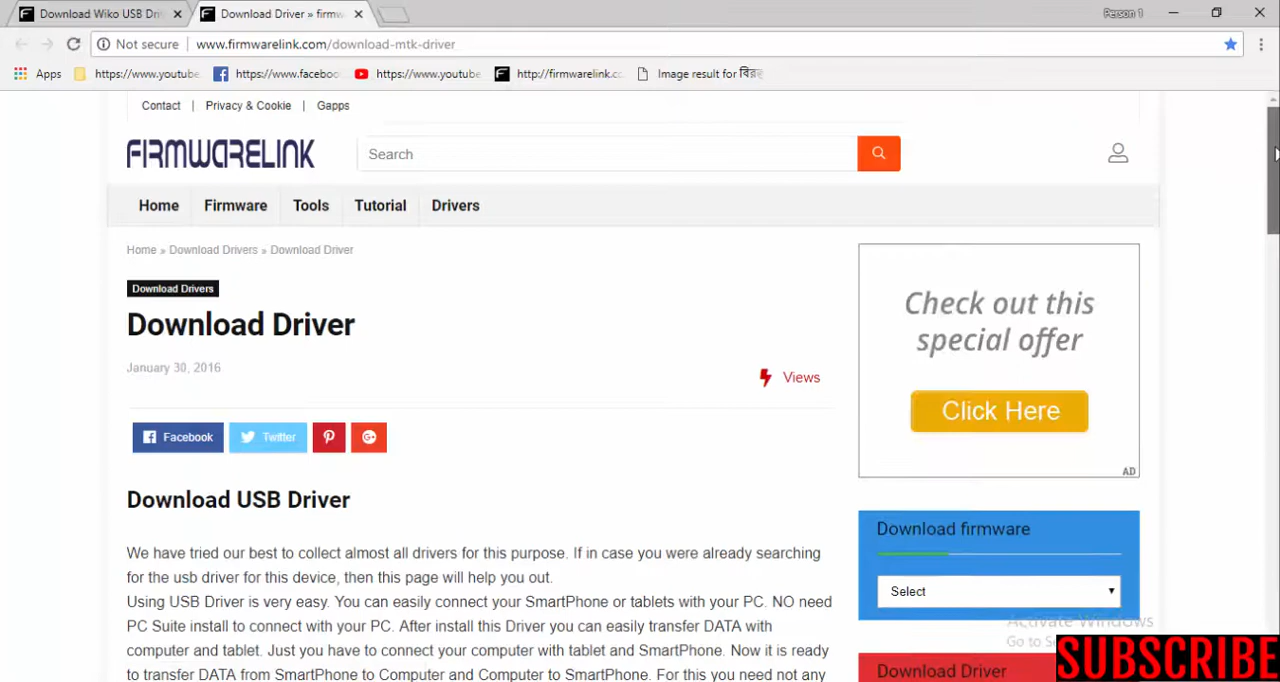 Download Wiko USB Dri
Download Driver » firmw
Person 1
Not secure
www.firmwarelink.com/download-mtk-driver
Apps
https://www.youtube.
https://www.faceboo
https://www.youtube
http://firmwarelink.cc
Image result for বিরহ
Contact | Privacy & Cookie | Gapps
FIRMWARELINK
Search
Home
Firmware
Tools
Tutorial
Drivers
Home » Download Drivers » Download Driver
Download Drivers
Download Driver
January 30, 2016
Views
Facebook
Twitter
Check out this
special offer
Click Here
AD
Download USB Driver
We have tried our best to collect almost all drivers for this purpose. If in case you were already searching
for the usb driver for this device, then this page will help you out.
Using USB Driver is very easy. You can easily connect your SmartPhone or tablets with your PC. NO need
PC Suite install to connect with your PC. After install this Driver you can easily transfer DATA with
computer and tablet. Just you have to connect your computer with tablet and SmartPhone. Now it is ready
to transfer DATA from SmartPhone to Computer and Computer to SmartPhone. For this you need not any
Download firmware
Select
Activate Windows
Go to S
Download Driver
SUBSCRIBE